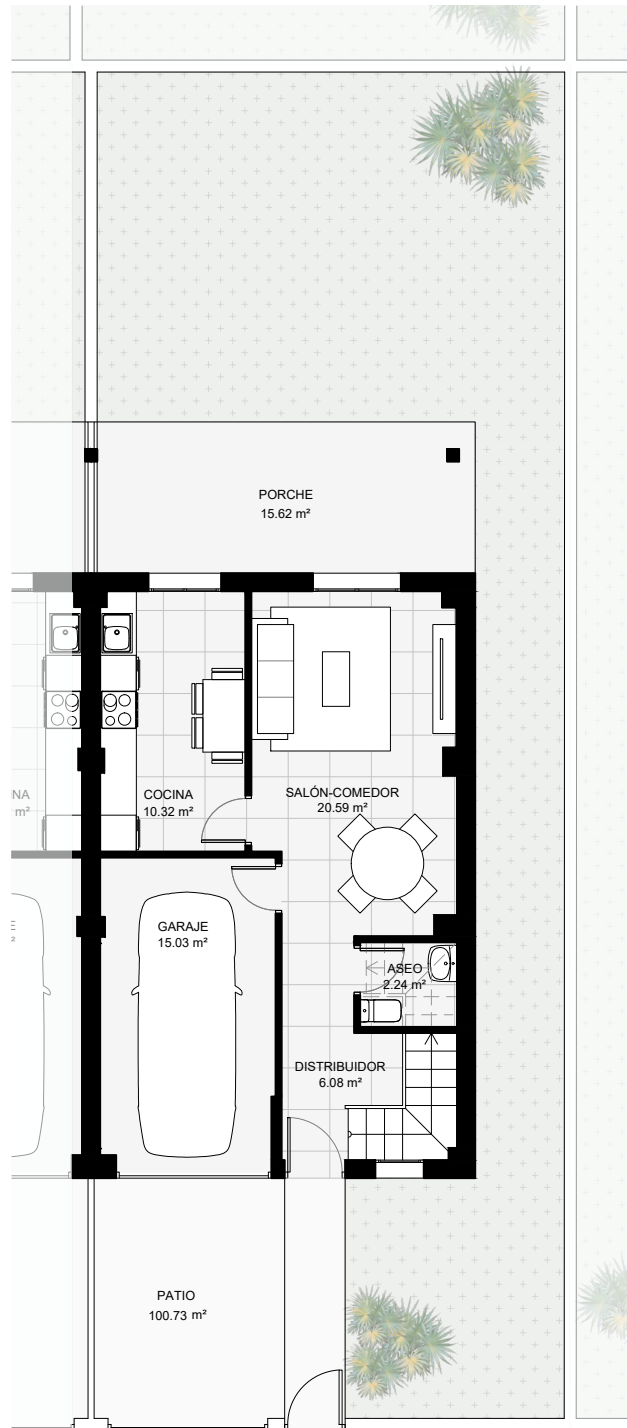 PORCHE
15.62 m²
COCINA
10.32 m²
SALÓN-COMEDOR
20.59 m²
GARAJE
15.03 m²
ASEO
2.24 m²
DISTRIBUIDOR
6.08 m²
PATIO
100.73 m²